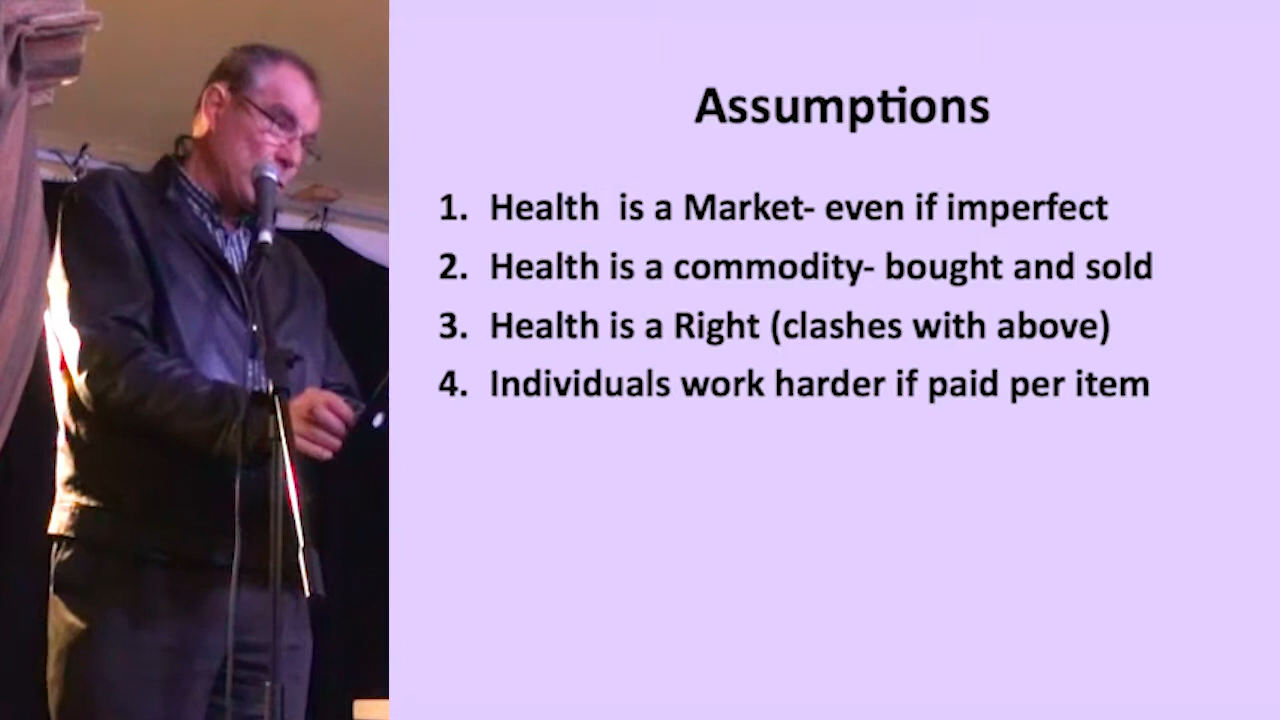 Assumptions
1. Health  is a Market- even if imperfect
2. Health is a commodity- bought and sold
3. Health is a Right (clashes with above)
4. Individuals work harder if paid per item